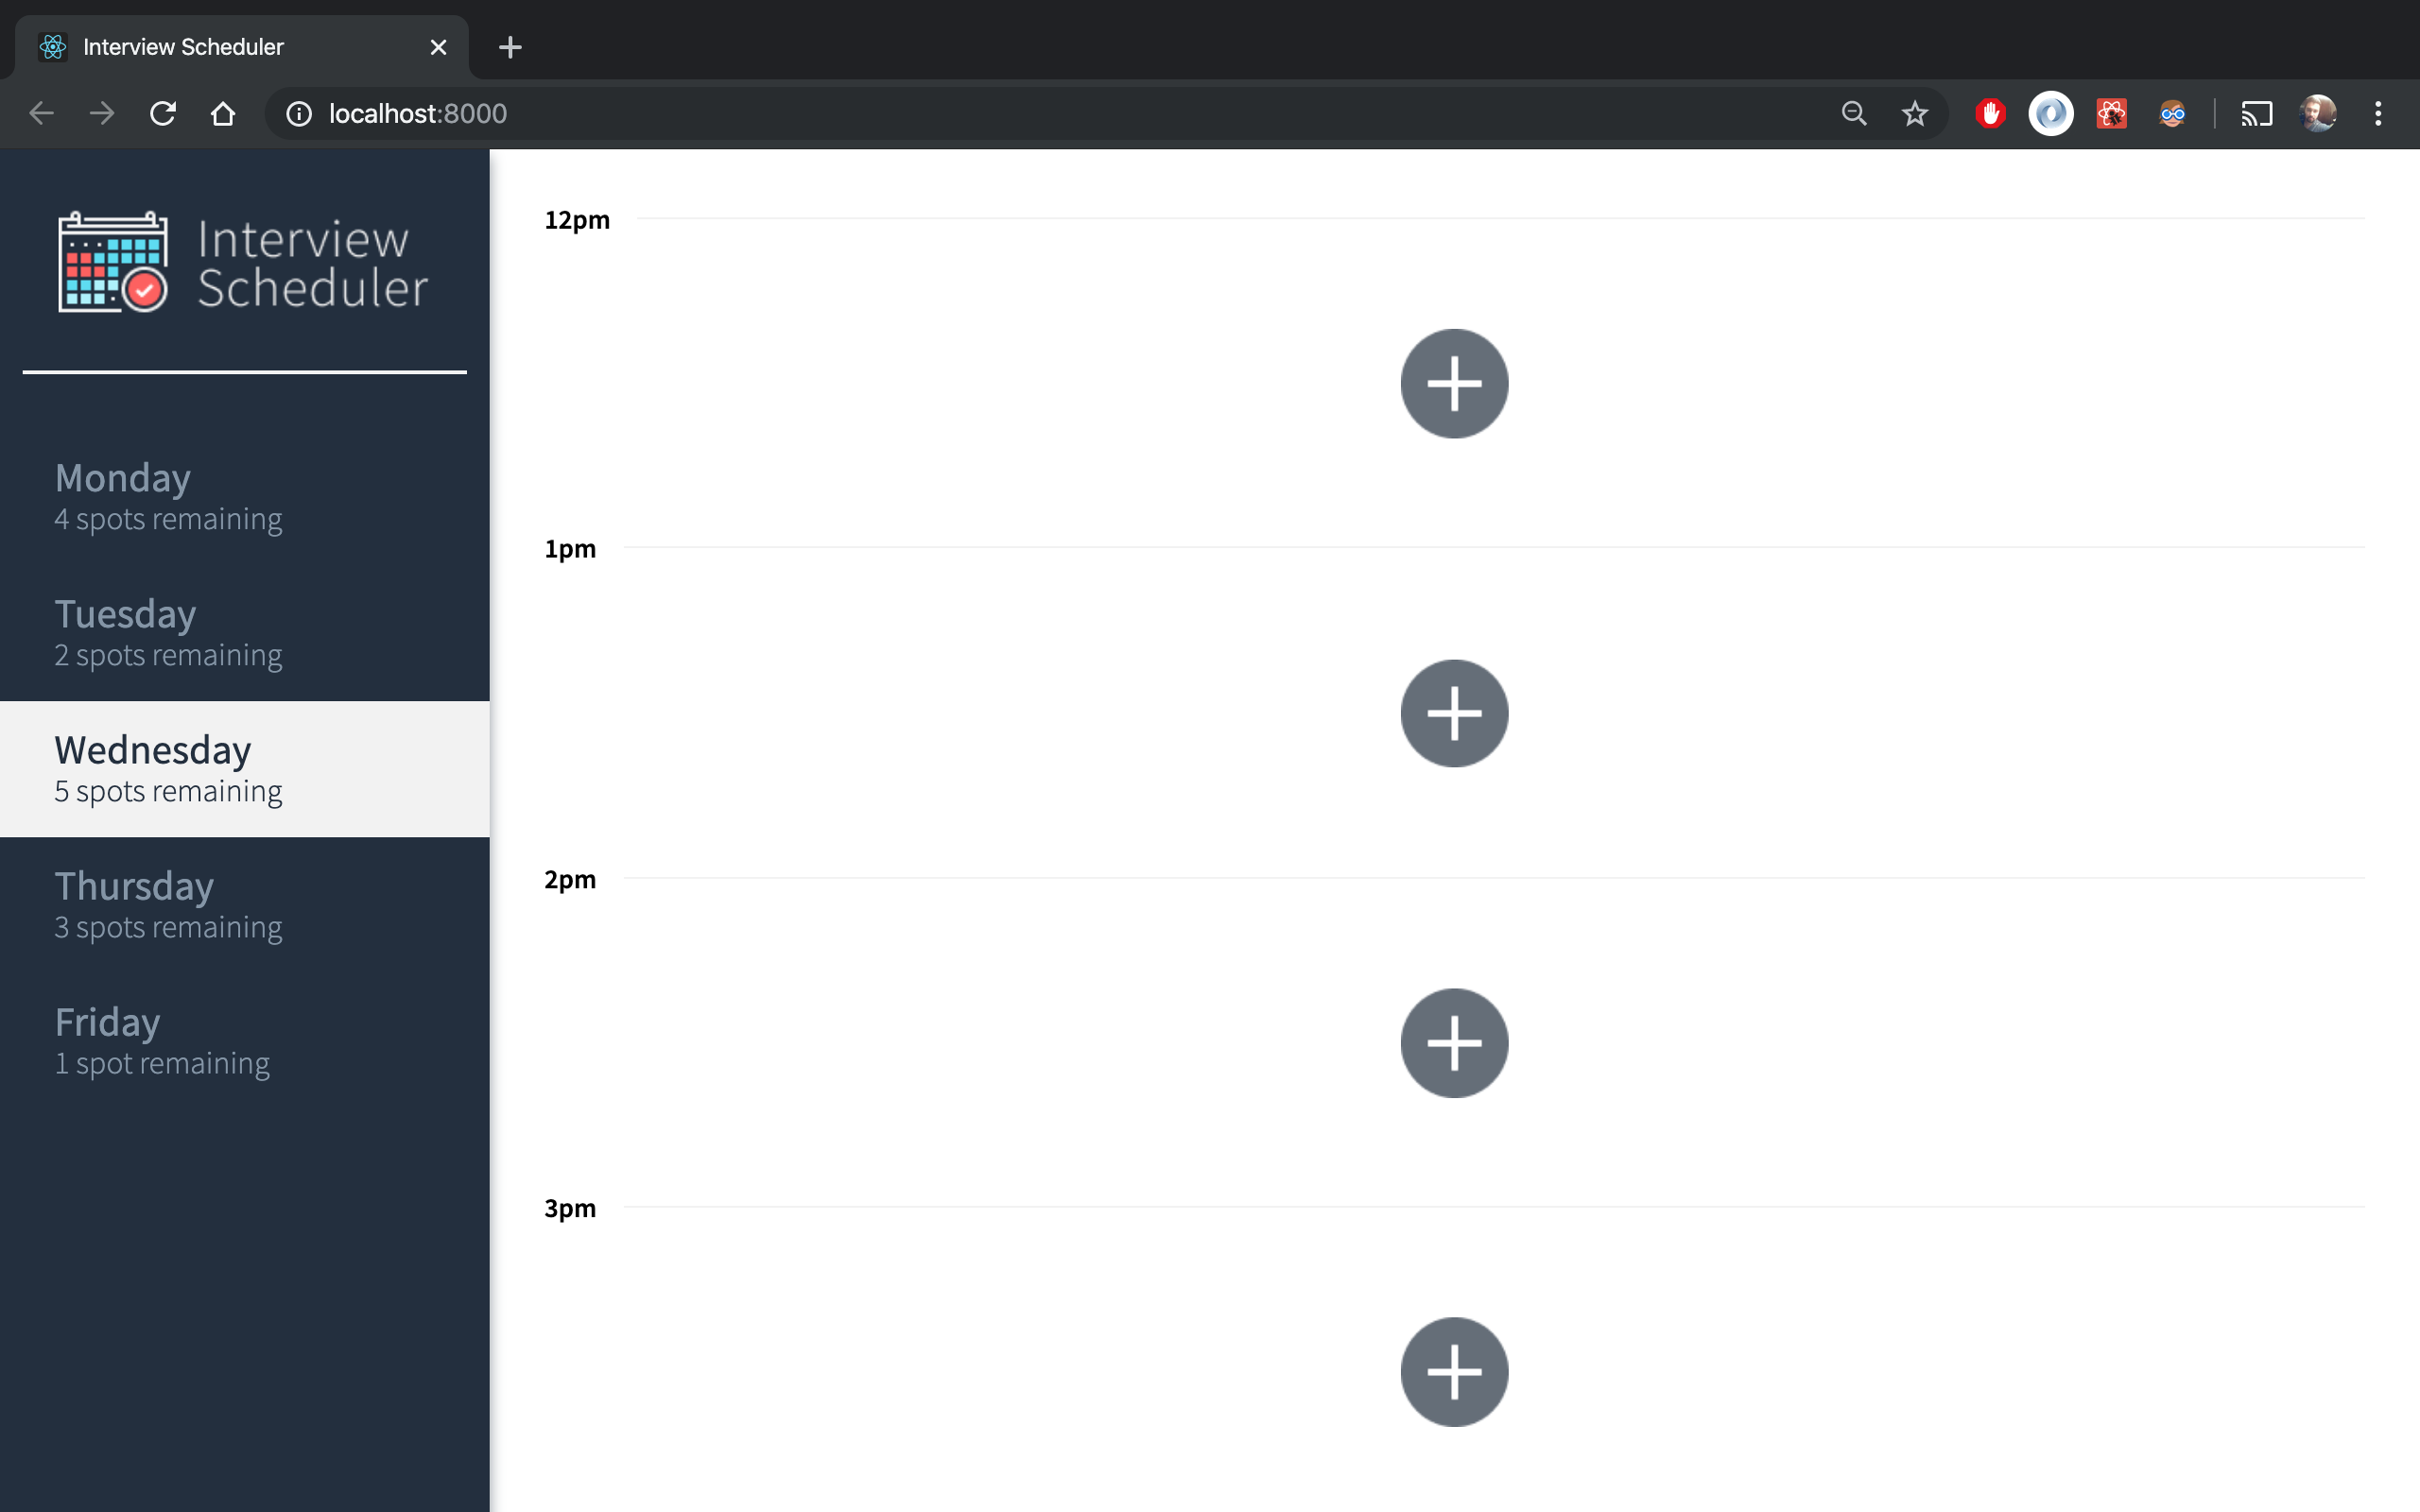 Interview Scheduler
localhost:8000
Interview
Scheduler
Monday
4 spots remaining
Tuesday
2 spots remaining
Wednesday
5 spots remaining
Thursday
3 spots remaining
Friday
1 spot remaining
12pm
1pm
2pm
3pm